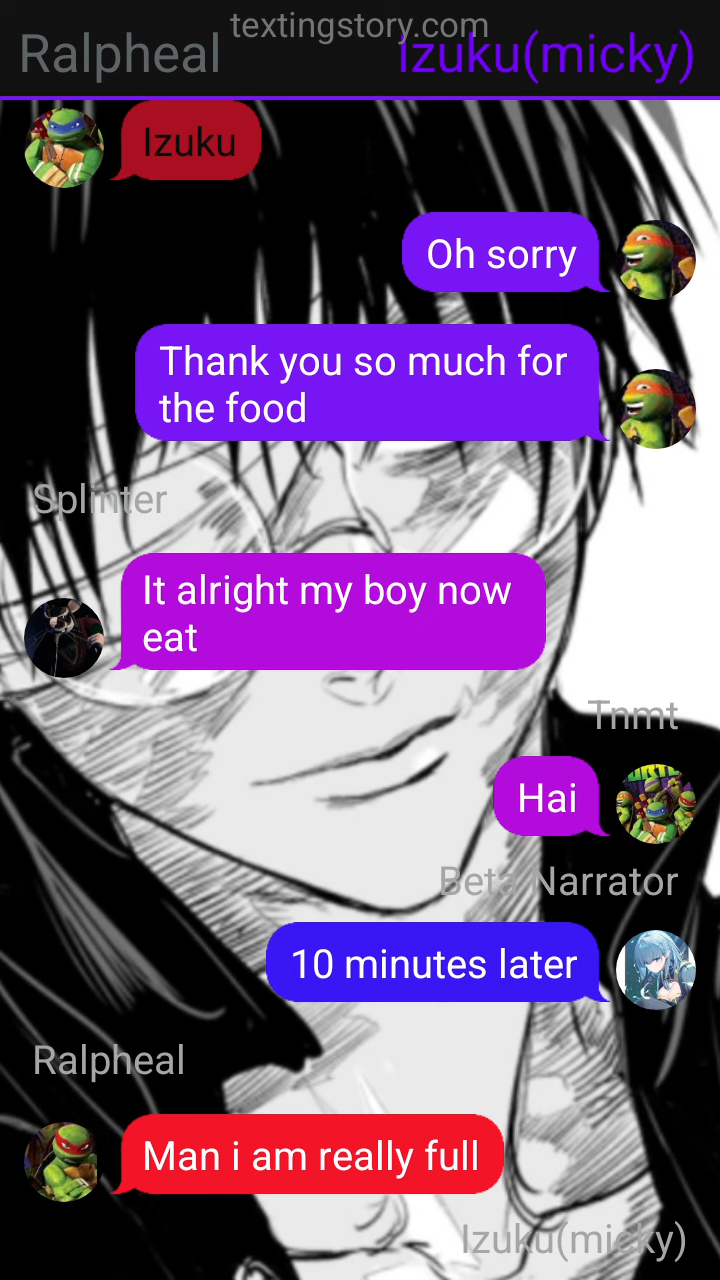 textingstory.com
Ralpheal
Izuku(micky)
Izuku
Oh sorry
Thank you so much for
the food
Splinter
It alright my boy now
eat
Tnmt
Hai
Beta Narrator
10 minutes later
Ralpheal
Man i am really full
Izuku(micky)